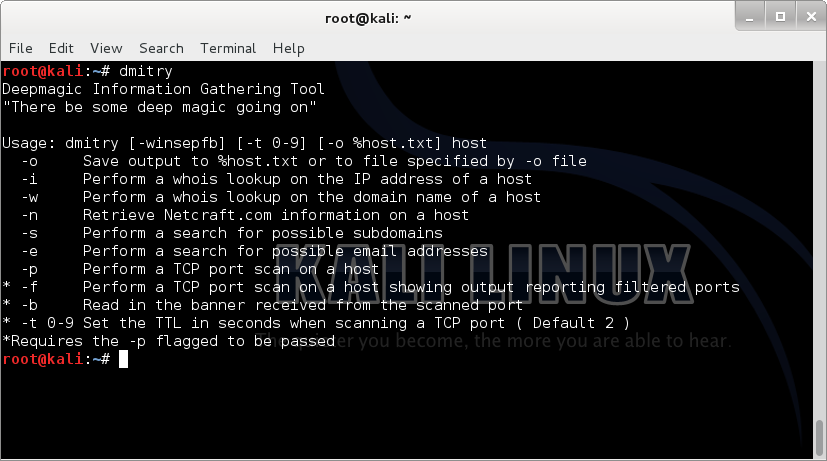 root@kali: ~
File Edit View Search Terminal Help
root@kali:~# dmitry
Deepmagic Information Gathering Tool
"There be some deep magic going on"
Usage: dmitry [-winsepfb] [-t 0-9] [-o %host.txt] host
-o Save output to %host.txt or to file specified by -o file
-i Perform a whois lookup on the IP address of a host
-w Perform a whois lookup on the domain name of a host
-n Retrieve Netcraft.com information on a host
-s Perform a search for possible subdomains
-e Perform a search for possible email addresses
-p Perform a TCP port scan on a host
* -f Perform a TCP port scan on a host showing output reporting filtered ports
* -b Read in the banner received from the scanned port
* -t 0-9 Set the TTL in seconds when scanning a TCP port ( Default 2 )
*Requires the -p flagged to be passed
root@kali:~#
KALI LINUX
you become, the more you are able to hear.